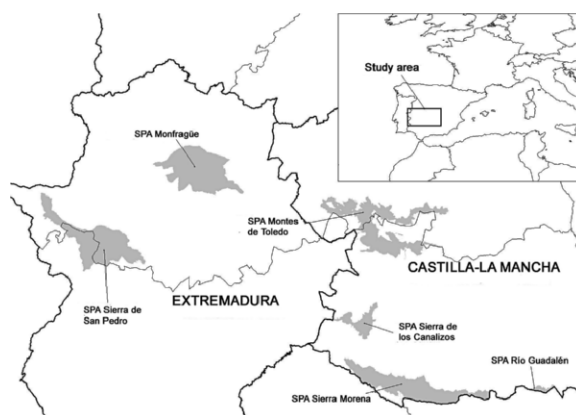 Study area
SPA Monfragüe
SPA Montes
de Toledo
CASTILLA-LA MANCHA
EXTREMADURA
SPA Sierra de
San Pedro
SPA Sierra de
los Canalizos
SPA Río Guadalén
SPA Sierra Morena